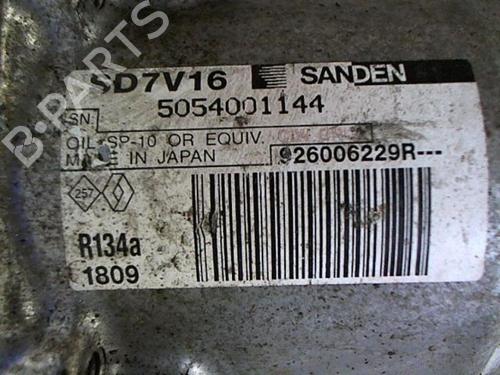 B-PARTS
SD7V16 SANDEN
SN 5054001144
OIL SP-10 OR EQUIV.
MADE IN JAPAN 926006229R---
257
R134a
1809